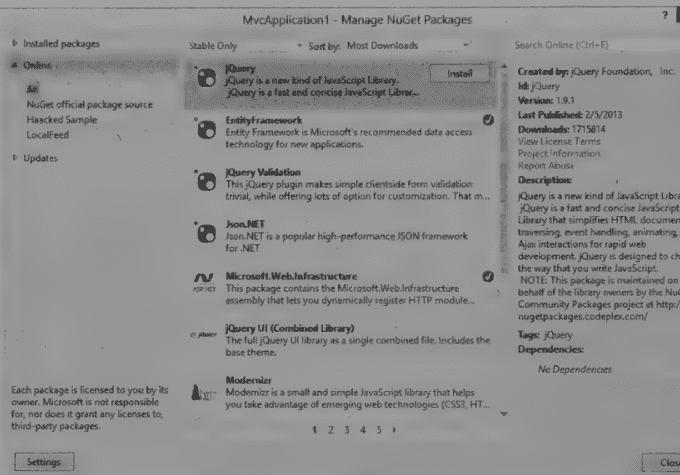 MvcApplication1 - Manage NuGet Packages
?
Installed packages
Online
All
NuGet official package source
Haacked Sample
LocalFeed
Updates
Each package is licensed to you by its
owner. Microsoft is not responsible
for, nor does it grant any licenses to,
third-party packages.
Settings
Stable Only
Sort by: Most Downloads
jQuery
jQuery is a new kind of JavaScript Library.
jQuery is a fast and concise JavaScript Librar...
Install
EntityFramework
Entity Framework is Microsoft's recommended data access
technology for new applications.
jQuery Validation
This jQuery plugin makes simple clientside form validation
trivial, while offering lots of option for customization. That m...
Json.NET
Json.NET is a popular high-performance JSON framework
for .NET
ASP.NET
Microsoft.Web.Infrastructure
This package contains the Microsoft.Web.Infrastructure
assembly that lets you dynamically register HTTP module...
jQuery UI (Combined Library)
The full jQuery UI library as a single combined file. Includes the
base theme.
Modernizr
Modernizr is a small and simple JavaScript library that helps
you take advantage of emerging web technologies (CSS3, HT...
1 2 3 4 5
Search Online (Ctrl+E)
Created by: jQuery Foundation, Inc.
Id: jQuery
Version: 1.9.1
Last Published: 2/5/2013
Downloads: 1715614
View License Terms
Project Information
Report Abuse
Description:
jQuery is a new kind of JavaScript Libra
jQuery is a fast and concise JavaScript
Library that simplifies HTML documen
traversing, event handling, animating,
Ajax interactions for rapid web
development. jQuery is designed to ch
the way that you write JavaScript.
NOTE: This package is maintained on
behalf of the library owners by the NuG
Community Packages project at http:/
nugetpackages.codeplex.com/
Tags: jQuery
Dependencies:
No Dependencies
Close